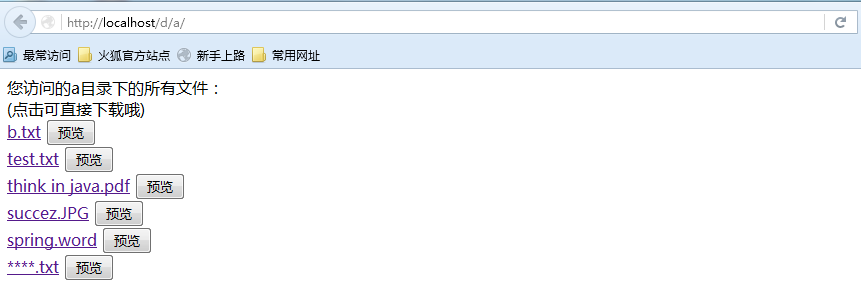 http://localhost/d/a/
最常访问 火狐官方站点 新手上路 常用网址
您访问的a目录下的所有文件：
(点击可直接下载哦)
b.txt 预览
test.txt 预览
think in java.pdf 预览
succez.JPG 预览
spring.word 预览
****.txt 预览